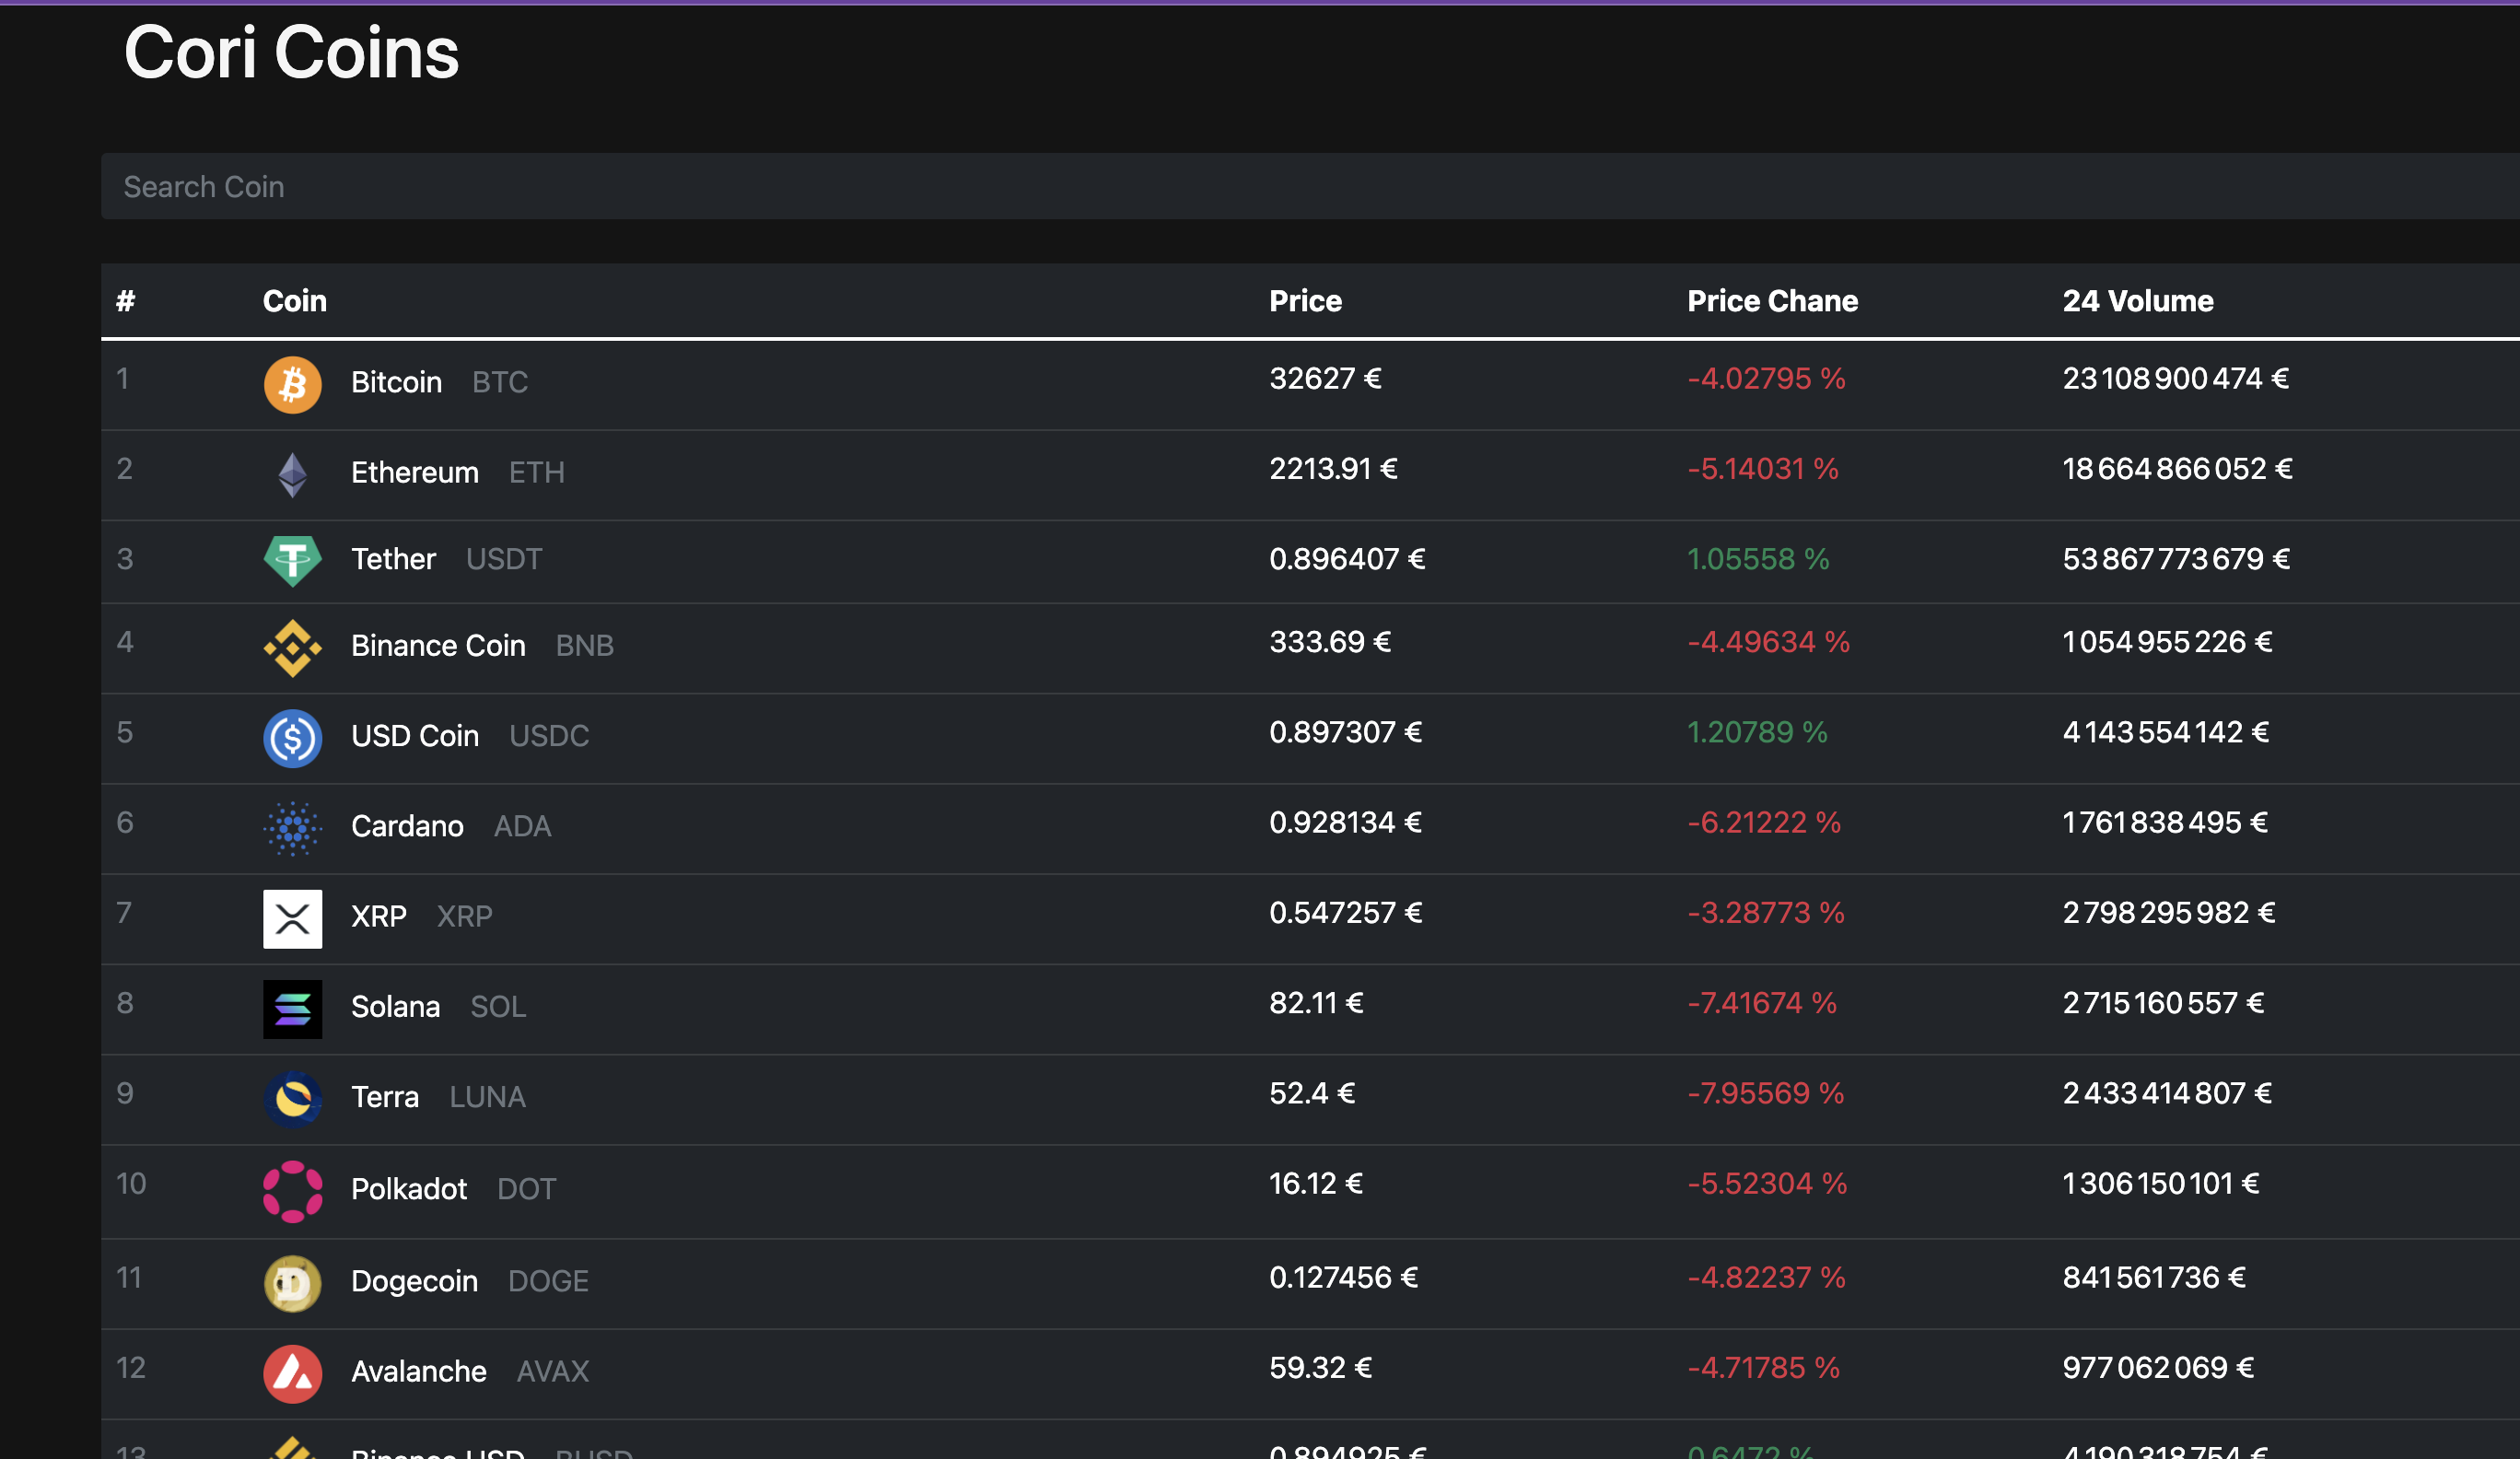 Cori Coins
Search Coin
# Coin Price Price Chane 24 Volume
1 Bitcoin BTC 32627 € -4.02795 % 23 108 900 474 €
2 Ethereum ETH 2213.91 € -5.14031 % 18 664 866 052 €
3 Tether USDT 0.896407 € 1.05558 % 53 867 773 679 €
4 Binance Coin BNB 333.69 € -4.49634 % 1 054 955 226 €
5 USD Coin USDC 0.897307 € 1.20789 % 4 143 554 142 €
6 Cardano ADA 0.928134 € -6.21222 % 1 761 838 495 €
7 XRP XRP 0.547257 € -3.28773 % 2 798 295 982 €
8 Solana SOL 82.11 € -7.41674 % 2 715 160 557 €
9 Terra LUNA 52.4 € -7.95569 % 2 433 414 807 €
10 Polkadot DOT 16.12 € -5.52304 % 1 306 150 101 €
11 Dogecoin DOGE 0.127456 € -4.82237 % 841 561 736 €
12 Avalanche AVAX 59.32 € -4.71785 % 977 062 069 €
13 Binance USD BUSD 0.894925 € 0.6472 % 4 190 318 754 €